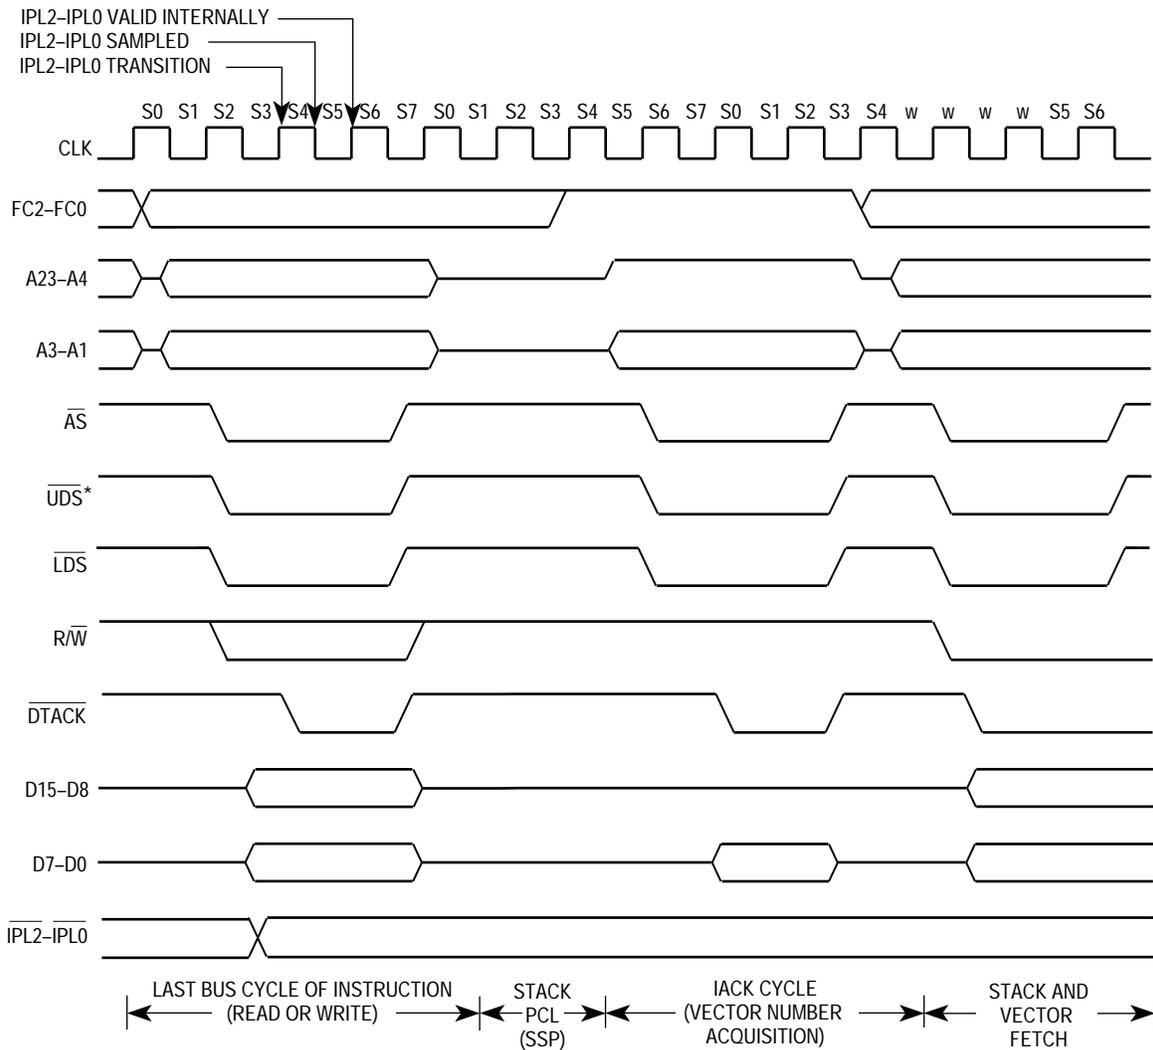 IPL2–IPL0 VALID INTERNALLY
IPL2–IPL0 SAMPLED
IPL2–IPL0 TRANSITION
S0 S1 S2 S3 S4 S5 S6 S7 S0 S1 S2 S3 S4 S5 S6 S7 S0 S1 S2 S3 S4 w w w w S5 S6
CLK
FC2–FC0
A23–A4
A3–A1
AS
UDS*
LDS
R/W
DTACK
D15–D8
D7–D0
IPL2–IPL0
LAST BUS CYCLE OF INSTRUCTION
(READ OR WRITE)
STACK
PCL
(SSP)
IACK CYCLE
(VECTOR NUMBER
ACQUISITION)
STACK AND
VECTOR
FETCH